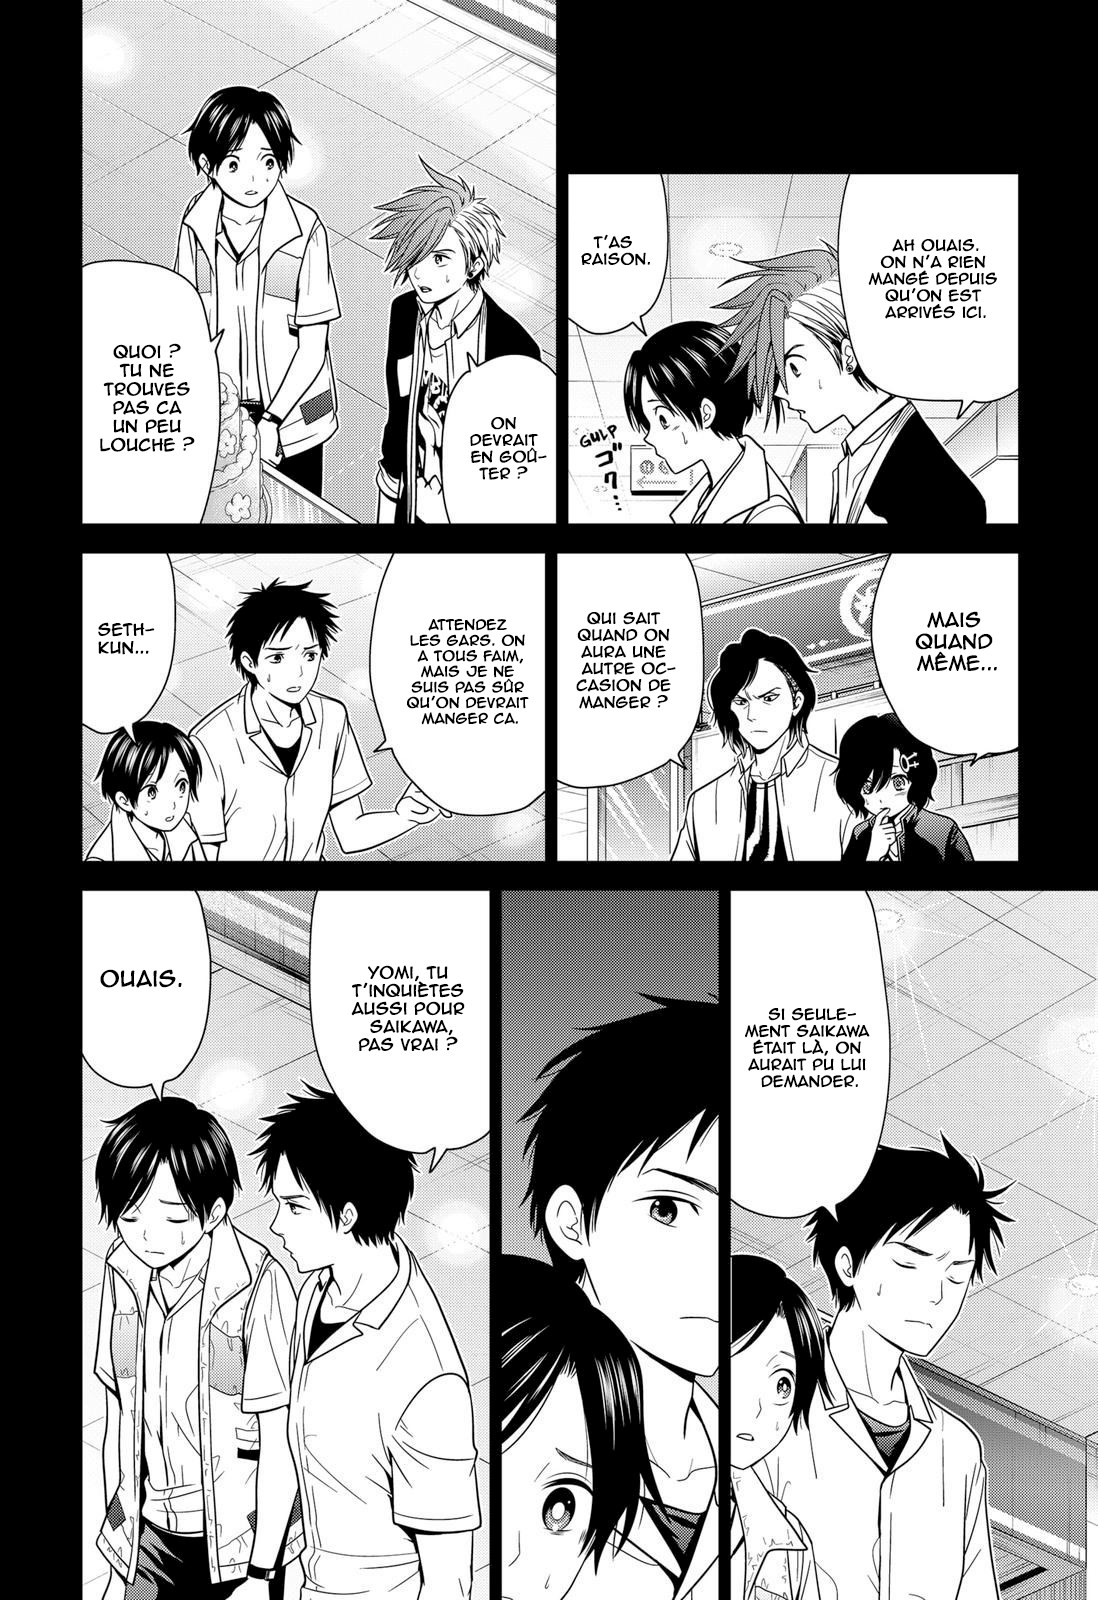 AH OUAIS.
ON N'A RIEN
MANGÉ DEPUIS
QU'ON EST
ARRIVÉS ICI.
T'AS
RAISON.
GULP
ゴク…
ON
DEVRAIT
EN GOÛ-
TER ?
QUOI ?
TU NE
TROUVES
PAS CA
UN PEU
LOUCHE ?
MAIS
QUAND
MÊME...
QUI SAIT
QUAND ON
AURA UNE
AUTRE OC-
CASION DE
MANGER ?
ATTENDEZ
LES GARS. ON
A TOUS FAIM,
MAIS JE NE
SUIS PAS SÛR
QU'ON DEVRAIT
MANGER CA.
SETH-
KUN...
SI SEULE-
MENT SAIKAWA
ÉTAIT LÀ, ON
AURAIT PU LUI
DEMANDER.
YOMI, TU
T'INQUIÈTES
AUSSI POUR
SAIKAWA,
PAS VRAI ?
OUAIS.